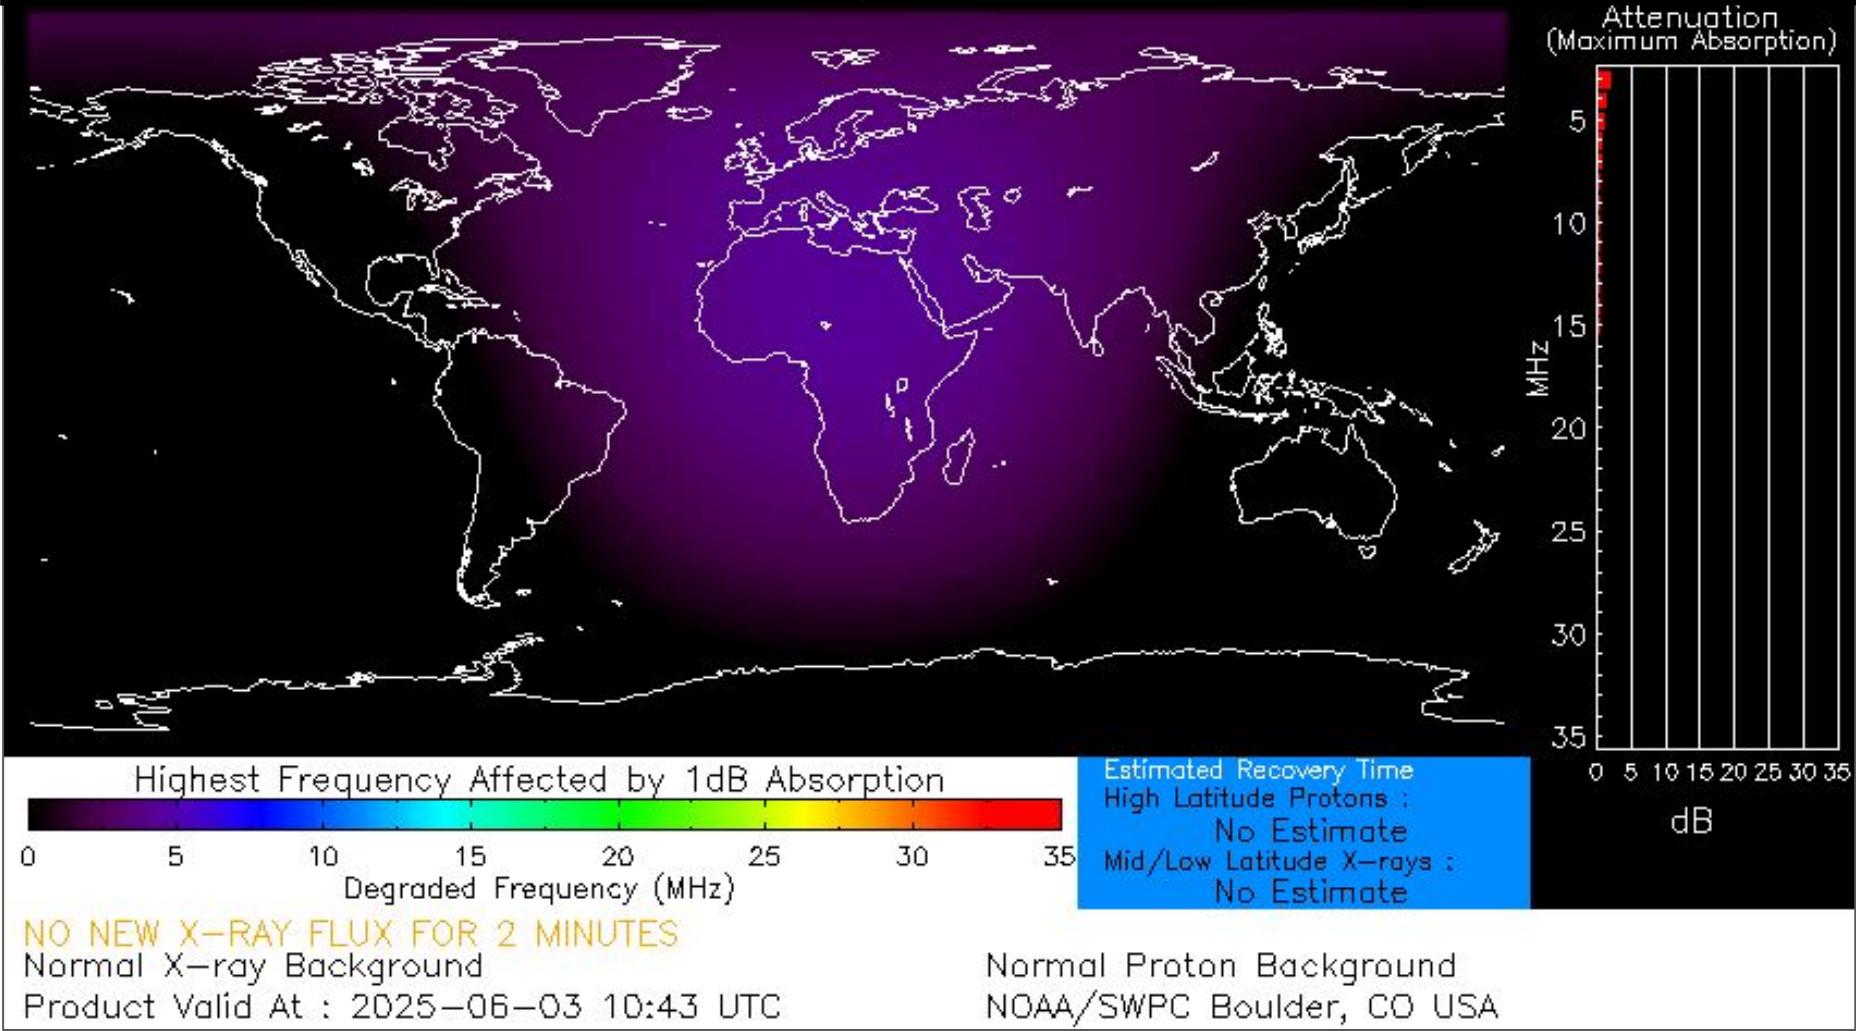 Attenuation
(Maximum Absorption)
5
10
15
20
25
30
35
MHz
0 5 10 15 20 25 30 35
dB
Highest Frequency Affected by 1dB Absorption
0 5 10 15 20 25 30 35
Degraded Frequency (MHz)
Estimated Recovery Time
High Latitude Protons :
No Estimate
Mid/Low Latitude X-rays :
No Estimate
NO NEW X-RAY FLUX FOR 2 MINUTES
Normal X-ray Background
Product Valid At : 2025-06-03 10:43 UTC
Normal Proton Background
NOAA/SWPC Boulder, CO USA